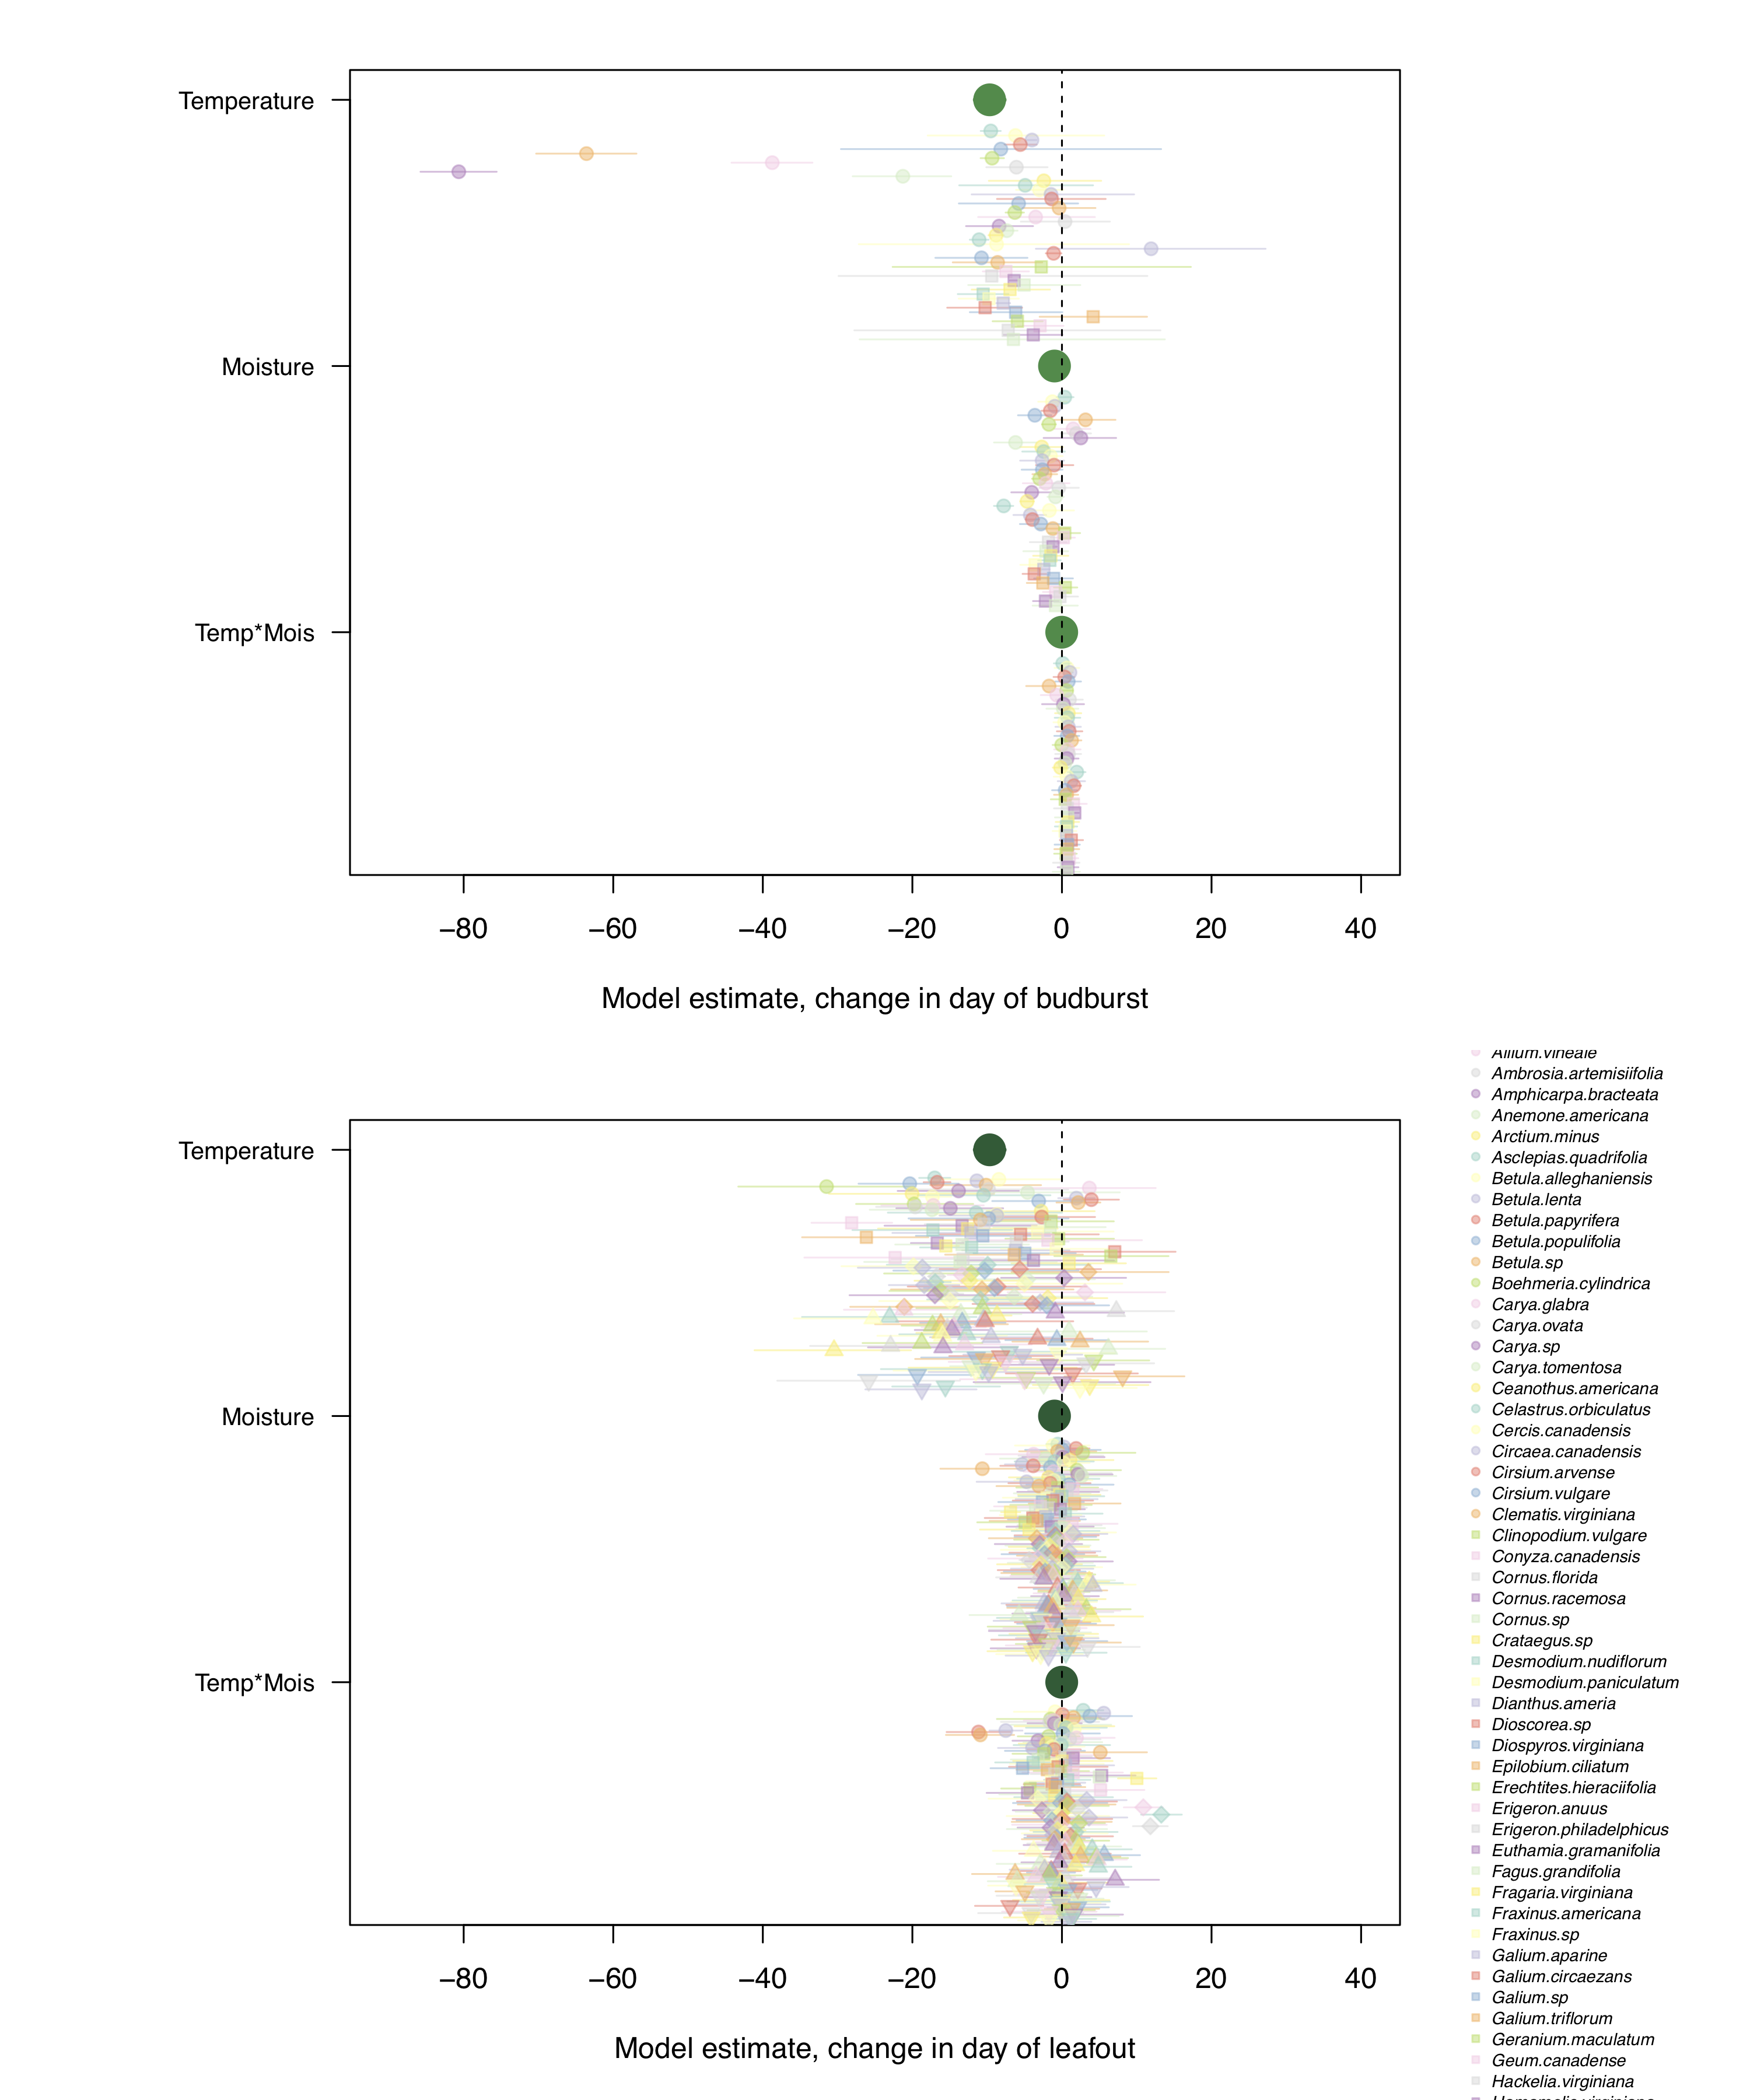 Temperature
Moisture
Temp*Mois
−80 −60 −40 −20 0 20 40
Model estimate, change in day of budburst
Temperature
Moisture
Temp*Mois
−80 −60 −40 −20 0 20 40
Model estimate, change in day of leafout
Allium.vineale
Ambrosia.artemisiifolia
Amphicarpa.bracteata
Anemone.americana
Arctium.minus
Asclepias.quadrifolia
Betula.alleghaniensis
Betula.lenta
Betula.papyrifera
Betula.populifolia
Betula.sp
Boehmeria.cylindrica
Carya.glabra
Carya.ovata
Carya.sp
Carya.tomentosa
Ceanothus.americana
Celastrus.orbiculatus
Cercis.canadensis
Circaea.canadensis
Cirsium.arvense
Cirsium.vulgare
Clematis.virginiana
Clinopodium.vulgare
Conyza.canadensis
Cornus.florida
Cornus.racemosa
Cornus.sp
Crataegus.sp
Desmodium.nudiflorum
Desmodium.paniculatum
Dianthus.ameria
Dioscorea.sp
Diospyros.virginiana
Epilobium.ciliatum
Erechtites.hieraciifolia
Erigeron.anuus
Erigeron.philadelphicus
Euthamia.gramanifolia
Fagus.grandifolia
Fragaria.virginiana
Fraxinus.americana
Fraxinus.sp
Galium.aparine
Galium.circaezans
Galium.sp
Galium.triflorum
Geranium.maculatum
Geum.canadense
Hackelia.virginiana